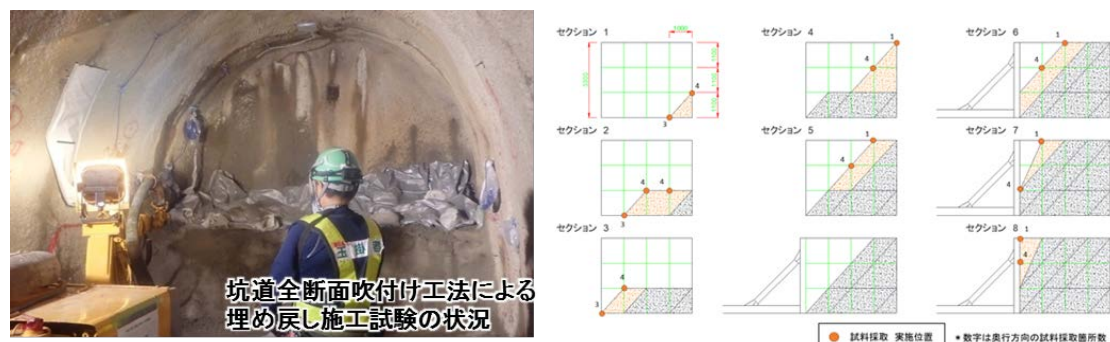 坑道全断面吹付け工法による
埋め戻し施工試験の状況
セクション 1
1000
1
4
3
セクション 2
4
4
3
セクション 3
4
3
セクション 4
1
4
セクション 5
1
4
セクション 6
1
4
セクション 7
1
4
セクション 8
1
4
試料採取 実施位置
*数字は奥行方向の試料採取箇所数